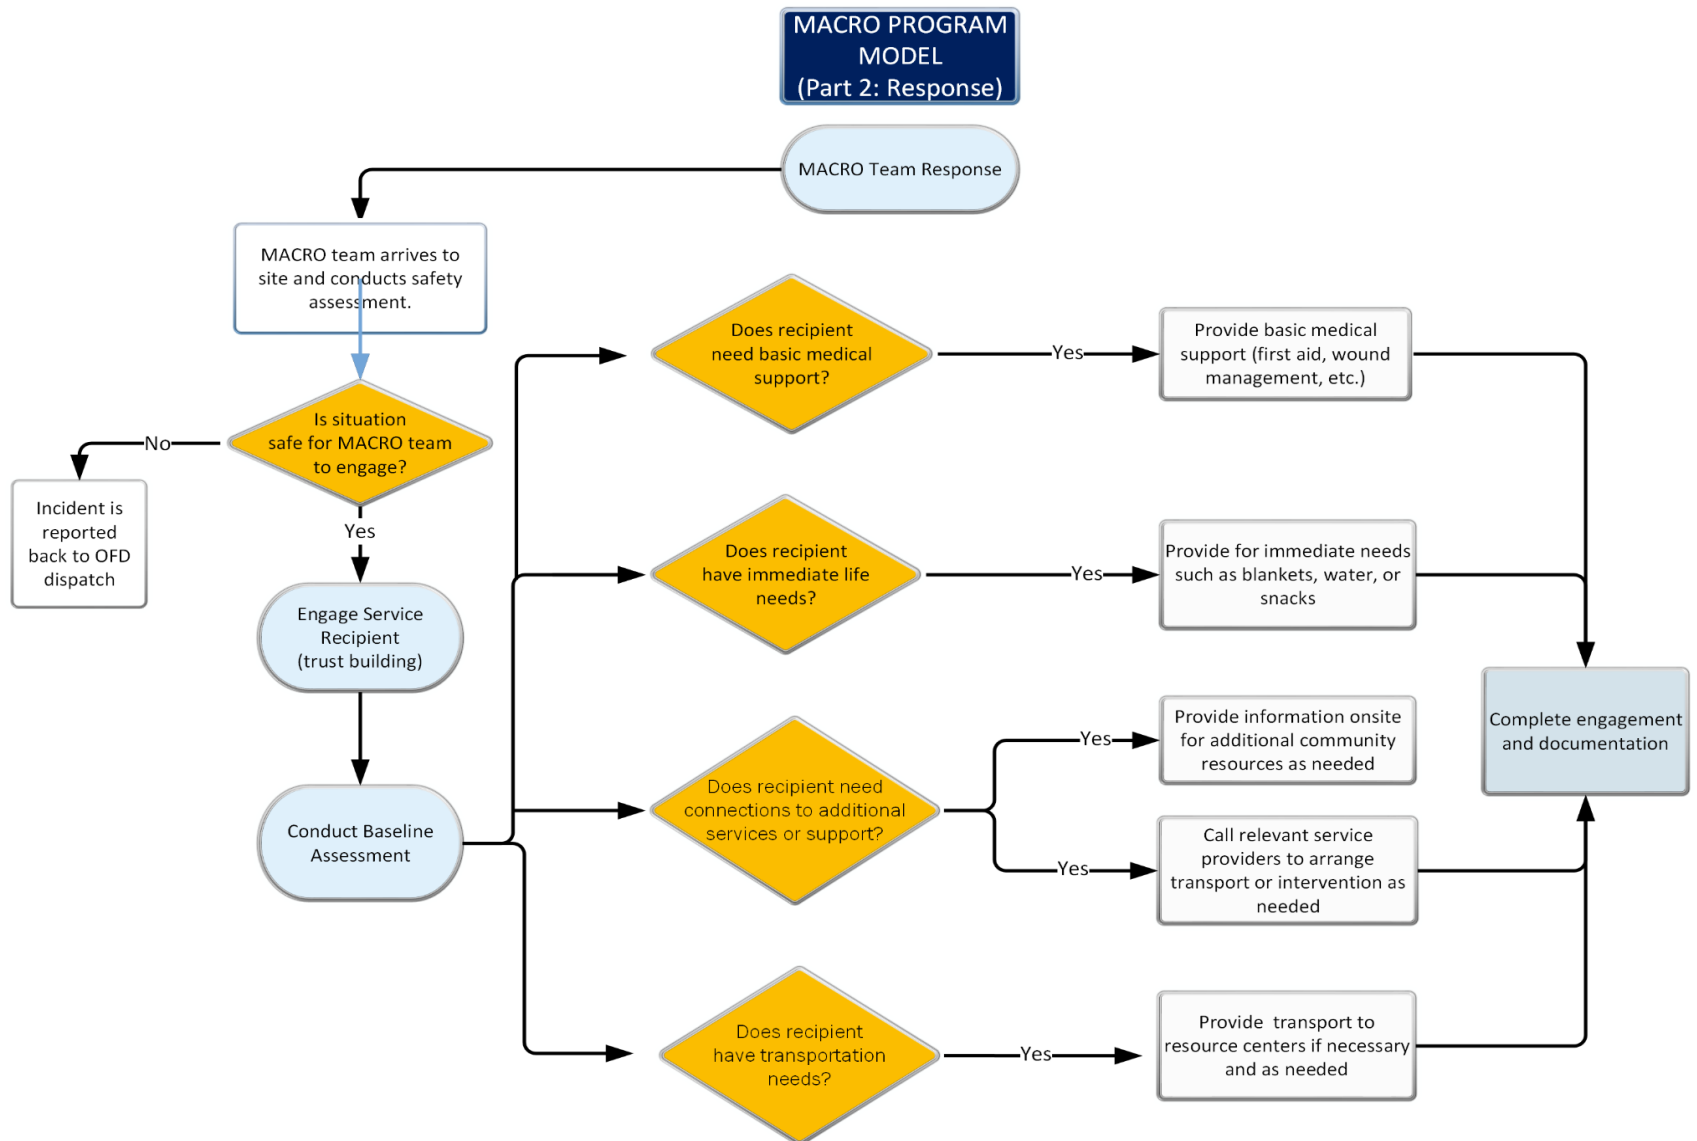 MACRO PROGRAM
MODEL
(Part 2: Response)
MACRO Team Response
MACRO team arrives to
site and conducts safety
assessment.
Is situation
safe for MACRO team
to engage?
No
Incident is
reported
back to OFD
dispatch
Yes
Engage Service
Recipient
(trust building)
Conduct Baseline
Assessment
Does recipient
need basic medical
support?
Yes
Provide basic medical
support (first aid, wound
management, etc.)
Does recipient
have immediate life
needs?
Yes
Provide for immediate needs
such as blankets, water, or
snacks
Does recipient need
connections to additional
services or support?
Yes
Provide information onsite
for additional community
resources as needed
Yes
Call relevant service
providers to arrange
transport or intervention as
needed
Does recipient
have transportation
needs?
Yes
Provide transport to
resource centers if necessary
and as needed
Complete engagement
and documentation